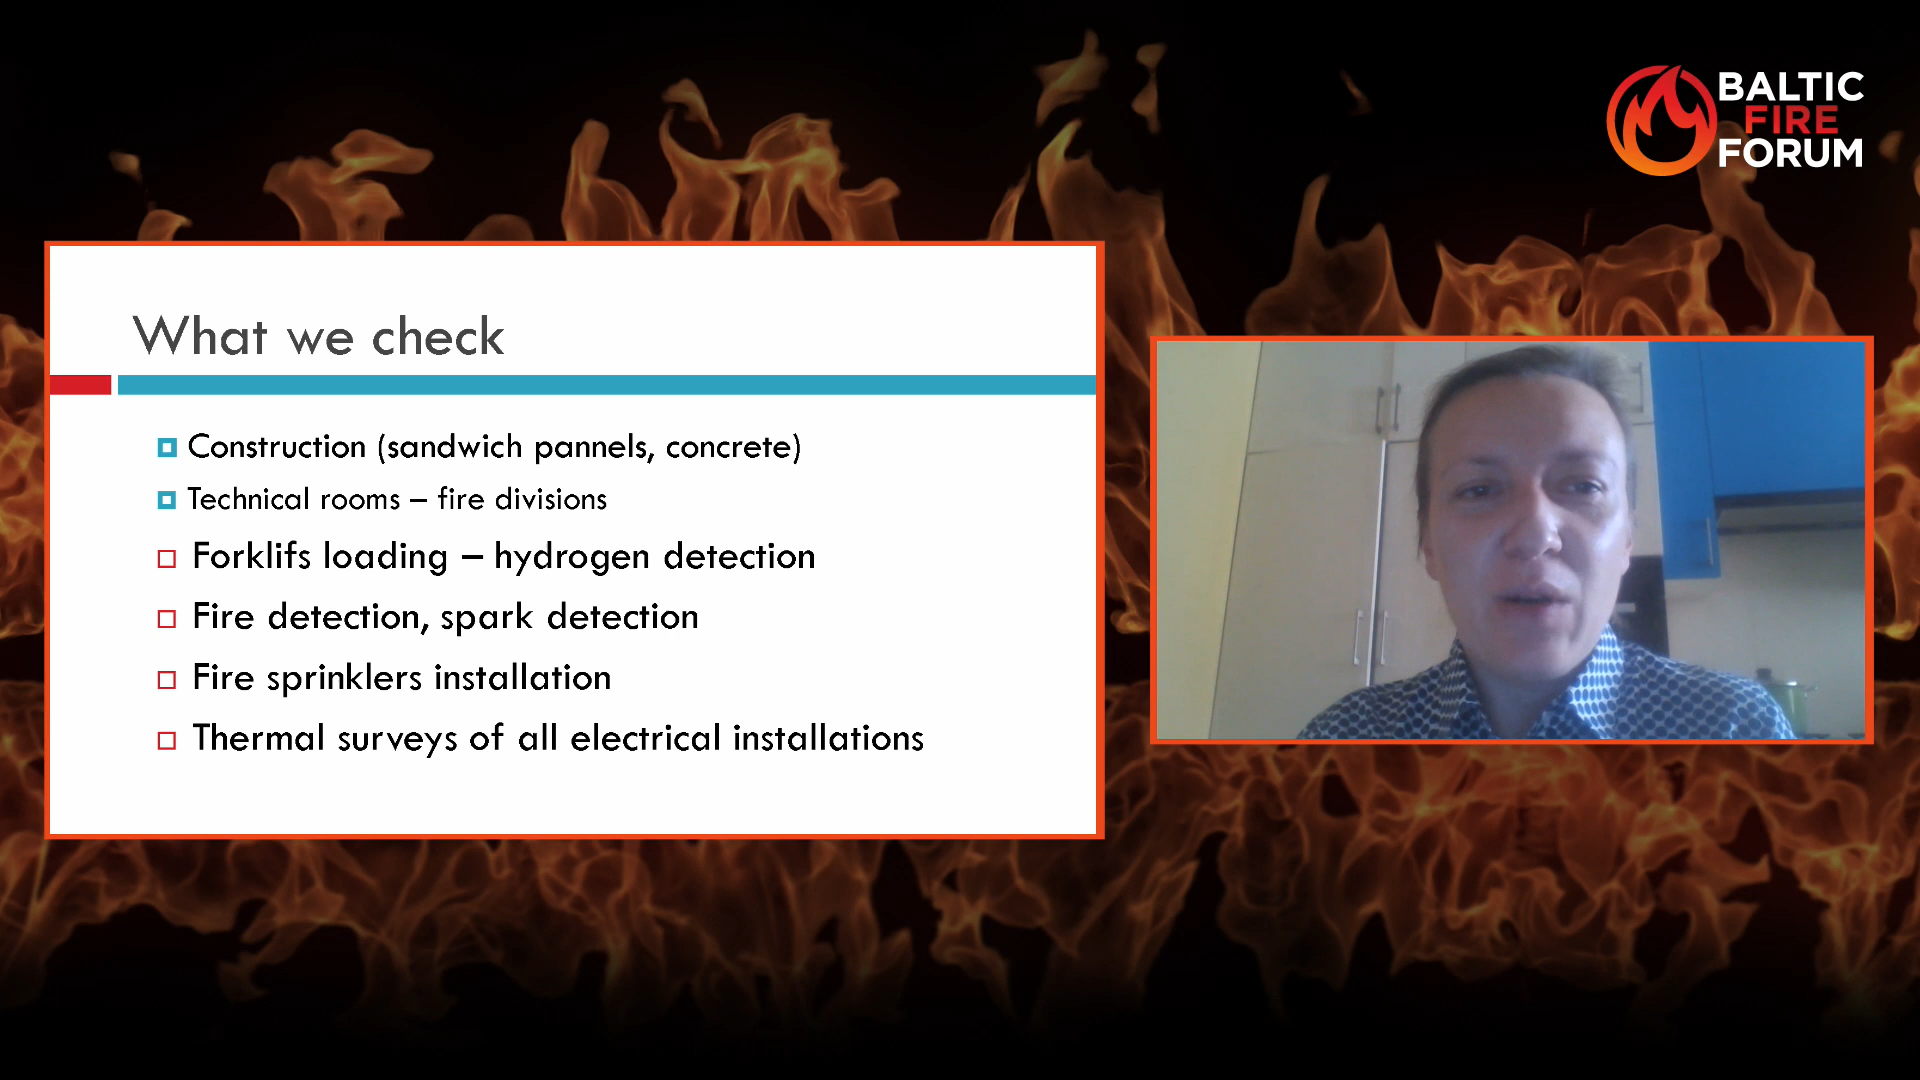 BALTIC
FIRE
FORUM
What we check
Construction (sandwich pannels, concrete)
Technical rooms – fire divisions
Forklifs loading – hydrogen detection
Fire detection, spark detection
Fire sprinklers installation
Thermal surveys of all electrical installations